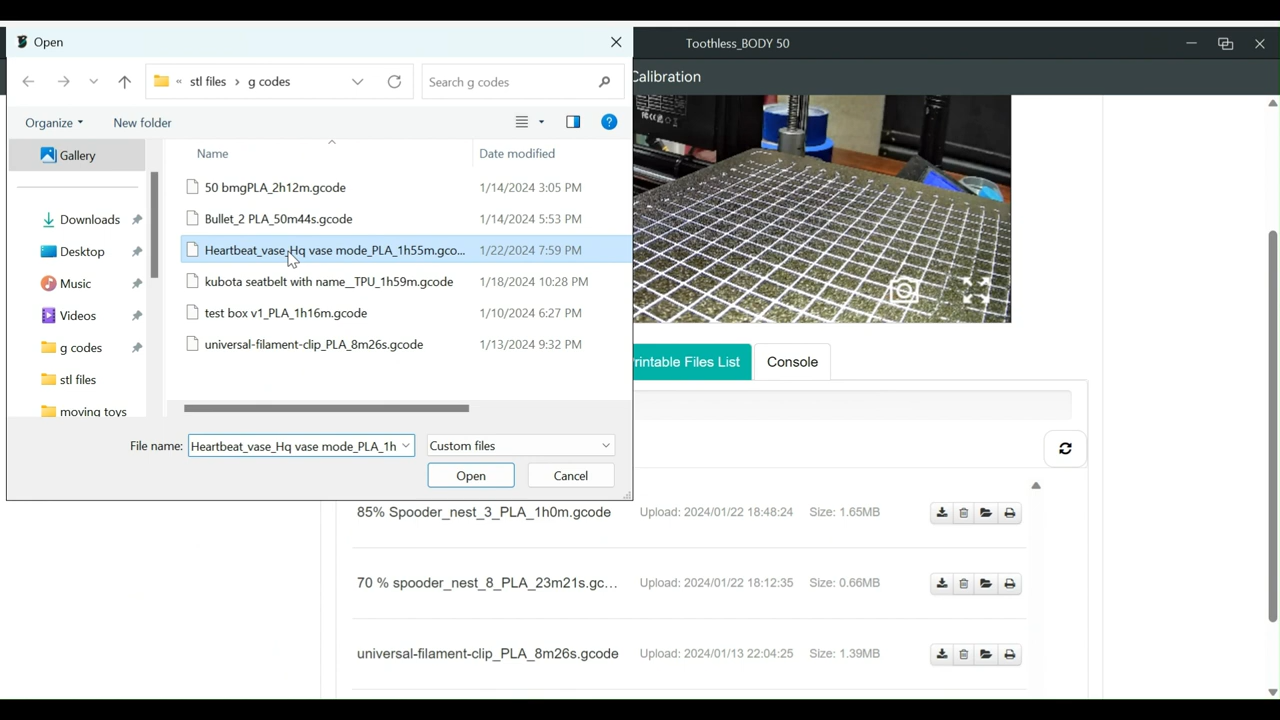 Open
Toothless_BODY 50
stl files
g codes
Search g codes
Calibration
Organize
New folder
Gallery
Name
Date modified
50 bmgPLA_2h12m.gcode
1/14/2024 3:05 PM
Downloads
Bullet_2 PLA_50m44s.gcode
1/14/2024 5:53 PM
Desktop
Heartbeat_vase_Hq vase mode_PLA_1h55m.gco...
1/22/2024 7:59 PM
Music
kubota seatbelt with name__TPU_1h59m.gcode
1/18/2024 10:28 PM
Videos
test box v1_PLA_1h16m.gcode
1/10/2024 6:27 PM
g codes
universal-filament-clip_PLA_8m26s.gcode
1/13/2024 9:32 PM
stl files
moving toys
rintable Files List
Console
File name:
Heartbeat_vase_Hq vase mode_PLA_1h
Custom files
Open
Cancel
85% Spooder_nest_3_PLA_1h0m.gcode
Upload: 2024/01/22 18:48:24
Size: 1.65MB
70 % spooder_nest_8_PLA_23m21s.gc...
Upload: 2024/01/22 18:12:35
Size: 0.66MB
universal-filament-clip_PLA_8m26s.gcode
Upload: 2024/01/13 22:04:25
Size: 1.39MB